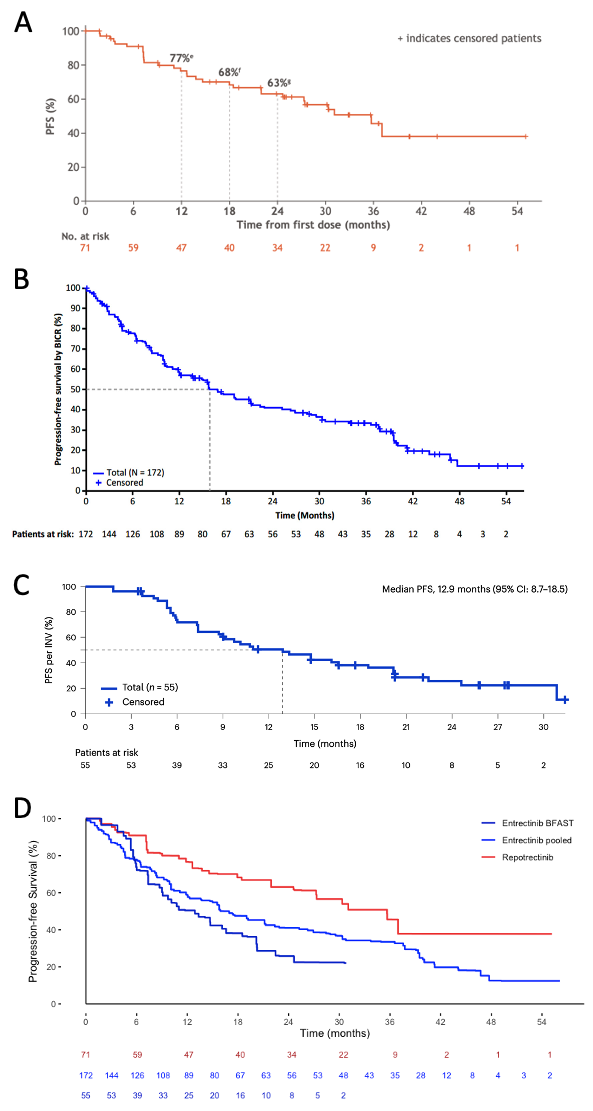 A
100
80
60
40
20
0
PFS (%)
+ indicates censored patients
77%e
68%f
63%g
0 6 12 18 24 30 36 42 48 54
Time from first dose (months)
No. at risk
71 59 47 40 34 22 9 2 1 1
B
100
90
80
70
60
50
40
30
20
10
0
Progression-free survival by BICR (%)
Total (N = 172)
Censored
0 6 12 18 24 30 36 42 48 54
Time (Months)
Patients at risk: 172 144 126 108 89 80 67 63 56 53 48 43 35 28 12 8 4 3 2
C
100
80
60
40
20
0
PFS per INV (%)
Median PFS, 12.9 months (95% CI: 8.7–18.5)
Total (n = 55)
Censored
0 3 6 9 12 15 18 21 24 27 30
Time (months)
Patients at risk
55 53 39 33 25 20 16 10 8 5 2
D
100
80
60
40
20
0
Progression-free Survival (%)
Entrectinib BFAST
Entrectinib pooled
Repotrectinib
0 6 12 18 24 30 36 42 48 54
Time (months)
71 59 47 40 34 22 9 2 1 1
172 144 126 108 89 80 67 63 56 53 48 43 35 28 12 8 4 3 2
55 53 39 33 25 20 16 10 8 5 2